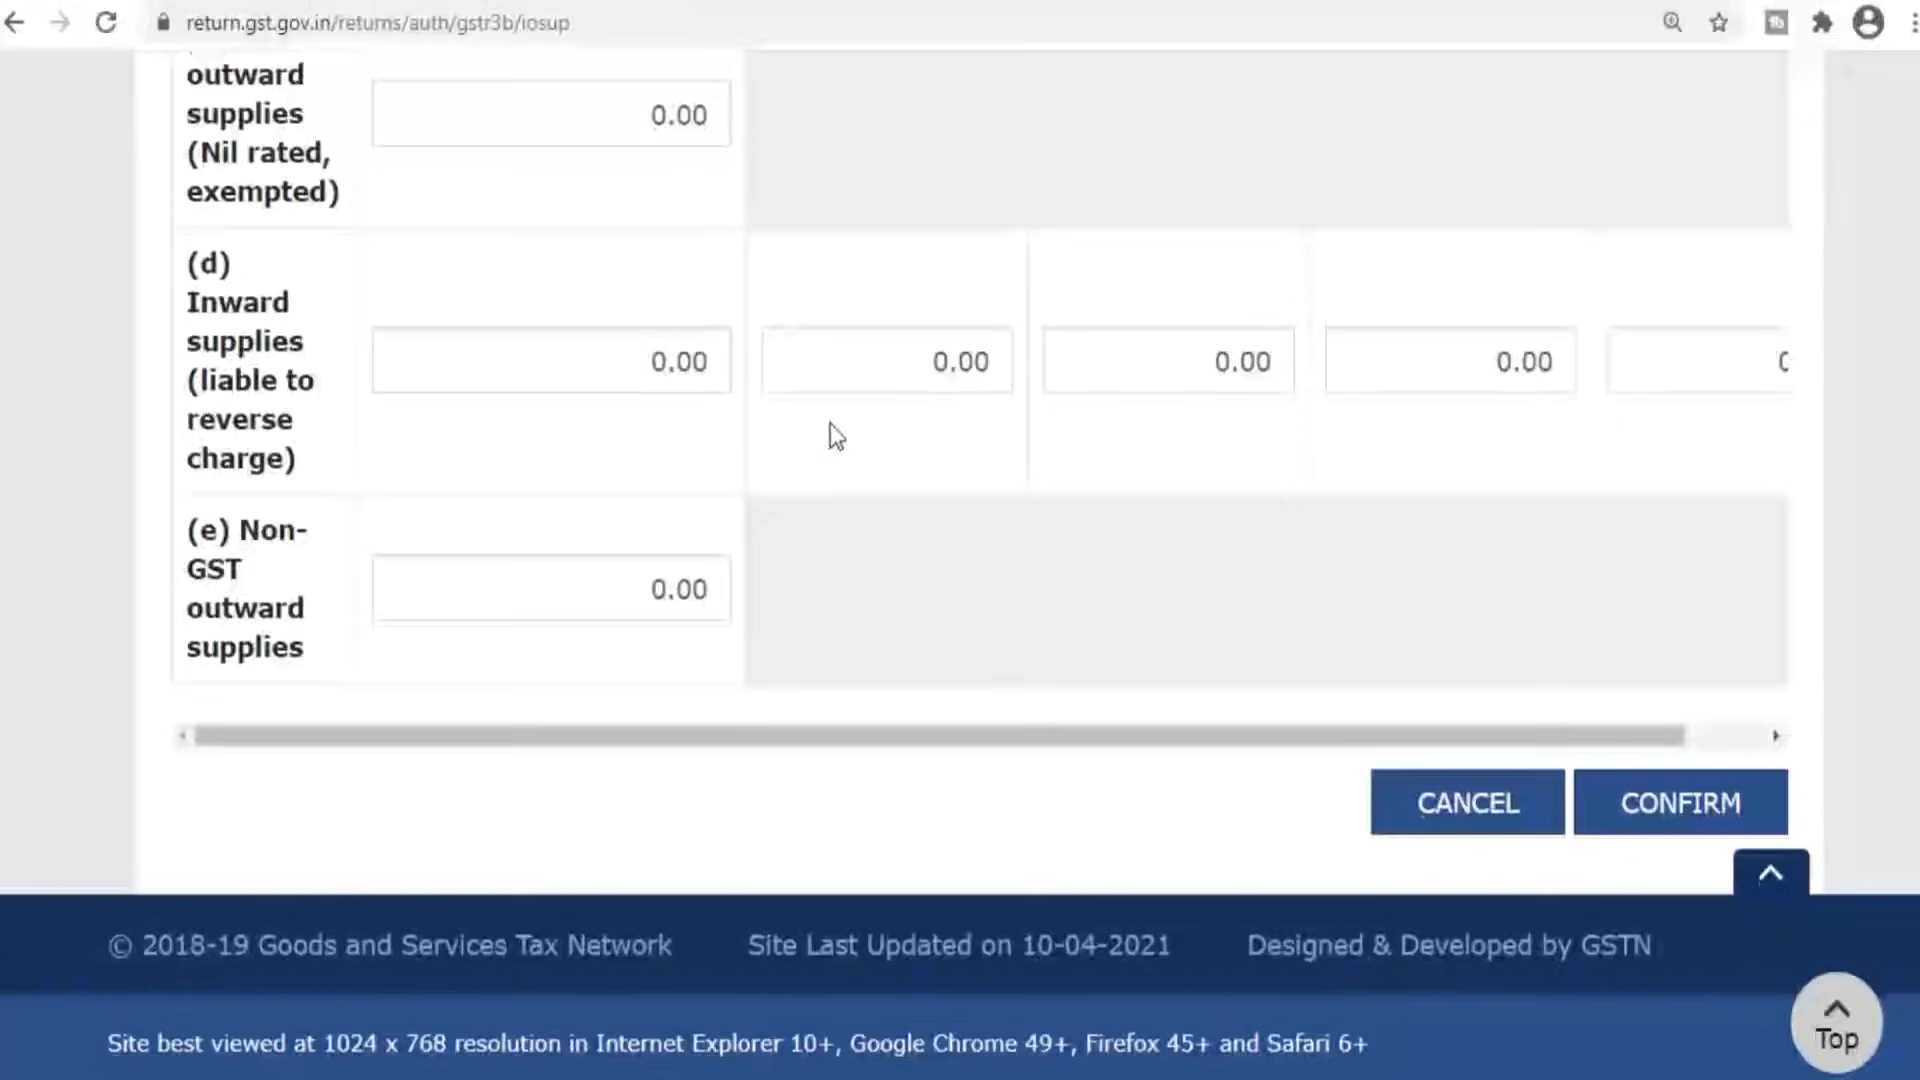 return.gst.gov.in/returns/auth/gstr3b/iosup
outward
supplies
(Nil rated,
exempted)
0.00
(d)
Inward
supplies
(liable to
reverse
charge)
0.00 0.00 0.00 0.00
(e) Non-
GST
outward
supplies
0.00
CANCEL CONFIRM
© 2018-19 Goods and Services Tax Network Site Last Updated on 10-04-2021 Designed & Developed by GSTN
Site best viewed at 1024 x 768 resolution in Internet Explorer 10+, Google Chrome 49+, Firefox 45+ and Safari 6+
Top